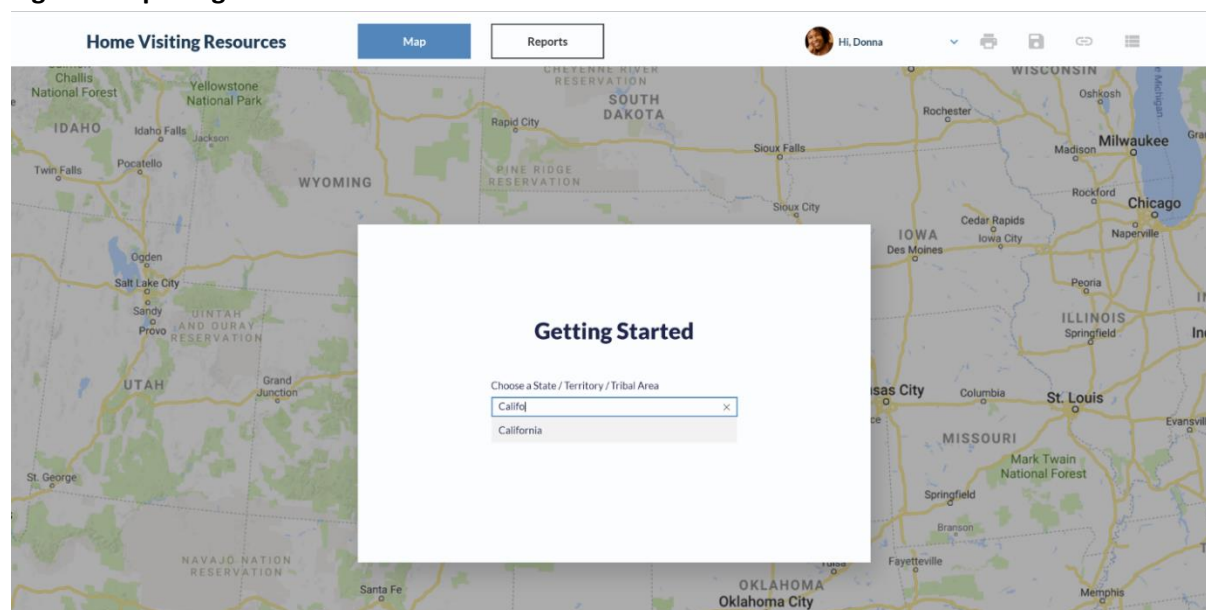 Home Visiting Resources
Map
Reports
Hi, Donna
Challis
National Forest
Yellowstone
National Park
IDAHO
Idaho Falls
Jackson
Pocatello
Twin Falls
WYOMING
CHEYENNE RIVER
RESERVATION
SOUTH
DAKOTA
Rapid City
PINE RIDGE
RESERVATION
Sioux Falls
Sioux City
WISCONSIN
Oshkosh
Michigan
Rochester
Madison
Milwaukee
Rockford
Chicago
Naperville
Cedar Rapids
IOWA
Iowa City
Des Moines
Peoria
ILLINOIS
Springfield
Ogden
Salt Lake City
Sandy
Provo
UINTAH
AND OURAY
RESERVATION
UTAH
Grand
Junction
St. George
NAVAJO NATION
RESERVATION
Santa Fe
Getting Started
Choose a State / Territory / Tribal Area
Califo
California
sas City
Columbia
St. Louis
MISSOURI
Mark Twain
National Forest
Springfield
Branson
Fayetteville
OKLAHOMA
Oklahoma City
Memphis
Evansvil